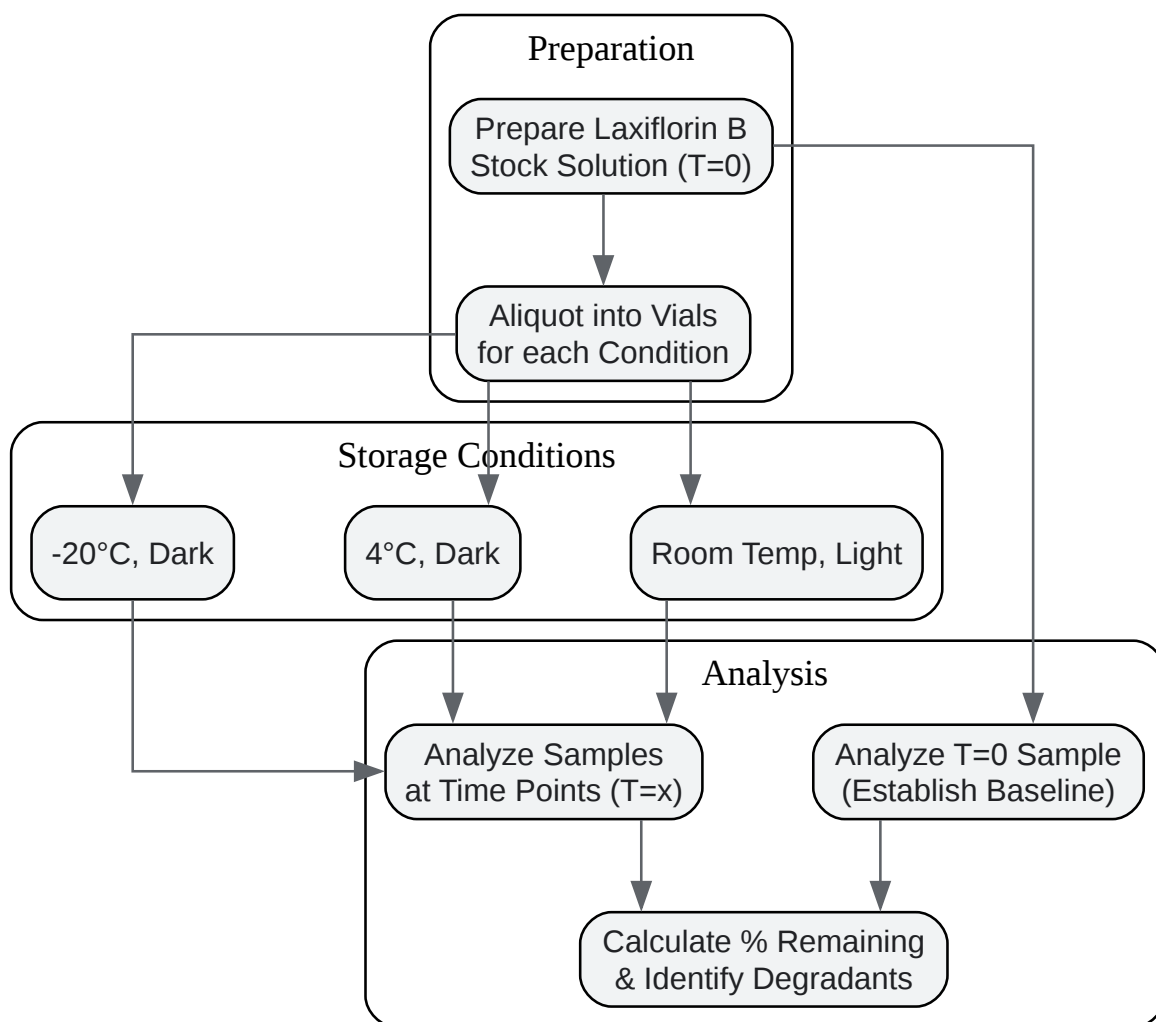 Preparation
Prepare Laxiflorin B
Stock Solution (T=0)
Aliquot into Vials
for each Condition
Storage Conditions
-20°C, Dark
4°C, Dark
Room Temp, Light
Analysis
Analyze Samples
at Time Points (T=x)
Analyze T=0 Sample
(Establish Baseline)
Calculate % Remaining
& Identify Degradants